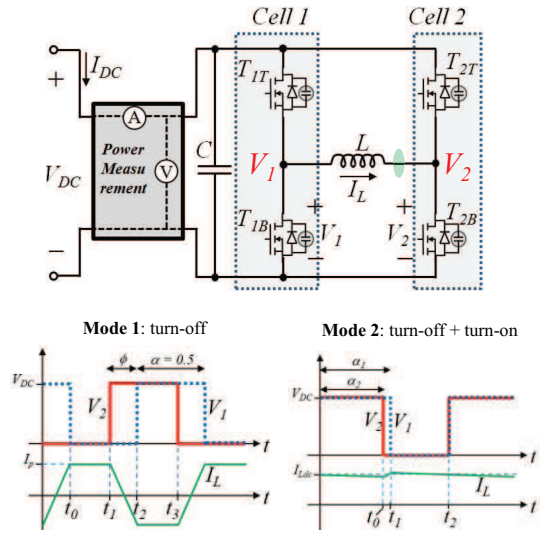 Cell 1 Cell 2
I_DC
T_1T T_2T
+
A
Power
Measu
rement
V
V_DC
C
V_1
L
V_2
I_L
T_1B + + T_2B
V_1 V_2
− − −
Mode 1: turn-off
Mode 2: turn-off + turn-on
ϕ α = 0.5
V_DC
V_2 V_1
t
I_p
I_L
t_0 t_1 t_2 t_3 t
α_1
α_2
V_DC
V_2 V_1
t
I_Ldc
I_L
t_0 t_1 t_2 t